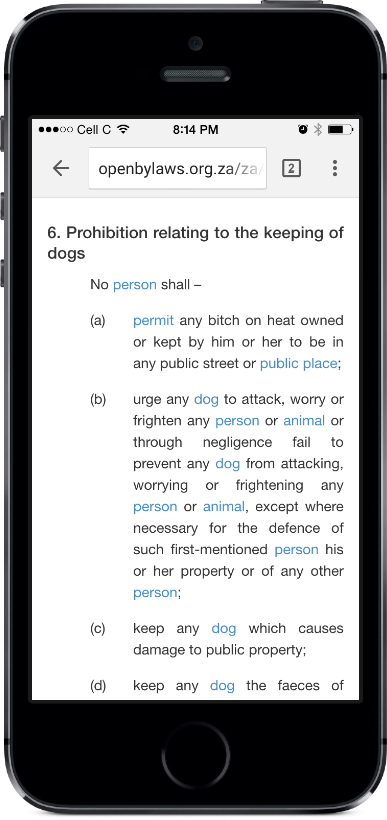 Cell C 8:14 PM
openbylaws.org.za/za/ 2
6. Prohibition relating to the keeping of
dogs
No person shall –
(a) permit any bitch on heat owned
or kept by him or her to be in
any public street or public place;
(b) urge any dog to attack, worry or
frighten any person or animal or
through negligence fail to
prevent any dog from attacking,
worrying or frightening any
person or animal, except where
necessary for the defence of
such first-mentioned person his
or her property or of any other
person;
(c) keep any dog which causes
damage to public property;
(d) keep any dog the faeces of